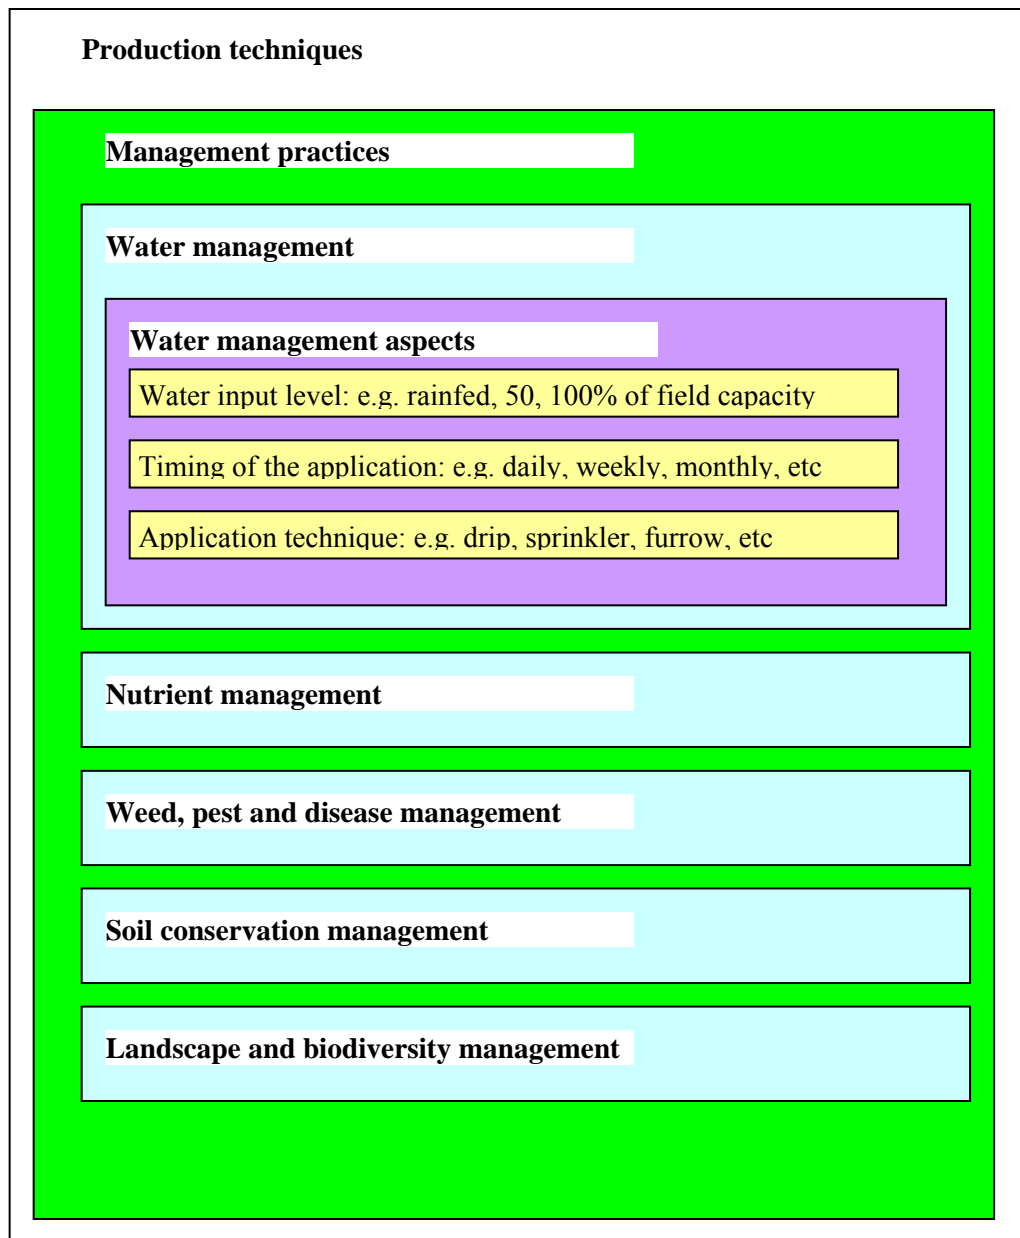 Production techniques
Management practices
Water management
Water management aspects
Water input level: e.g. rainfed, 50, 100% of field capacity
Timing of the application: e.g. daily, weekly, monthly, etc
Application technique: e.g. drip, sprinkler, furrow, etc
Nutrient management
Weed, pest and disease management
Soil conservation management
Landscape and biodiversity management